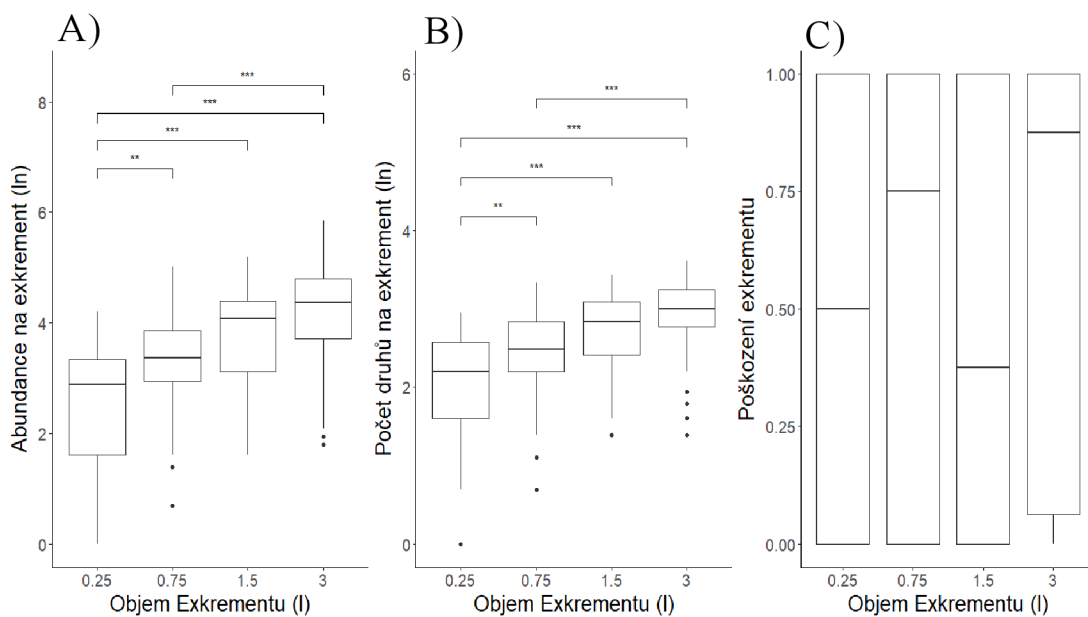 A)
Abundance na exkrement (ln)
8
6
4
2
0
***
***
***
**
0.25 0.75 1.5 3
Objem Exkrementu (l)
B)
Počet druhů na exkrement (ln)
6
4
2
0
***
***
***
**
0.25 0.75 1.5 3
Objem Exkrementu (l)
C)
Poškození exkrementu
1.00
0.75
0.50
0.25
0.00
0.25 0.75 1.5 3
Objem Exkrementu (l)